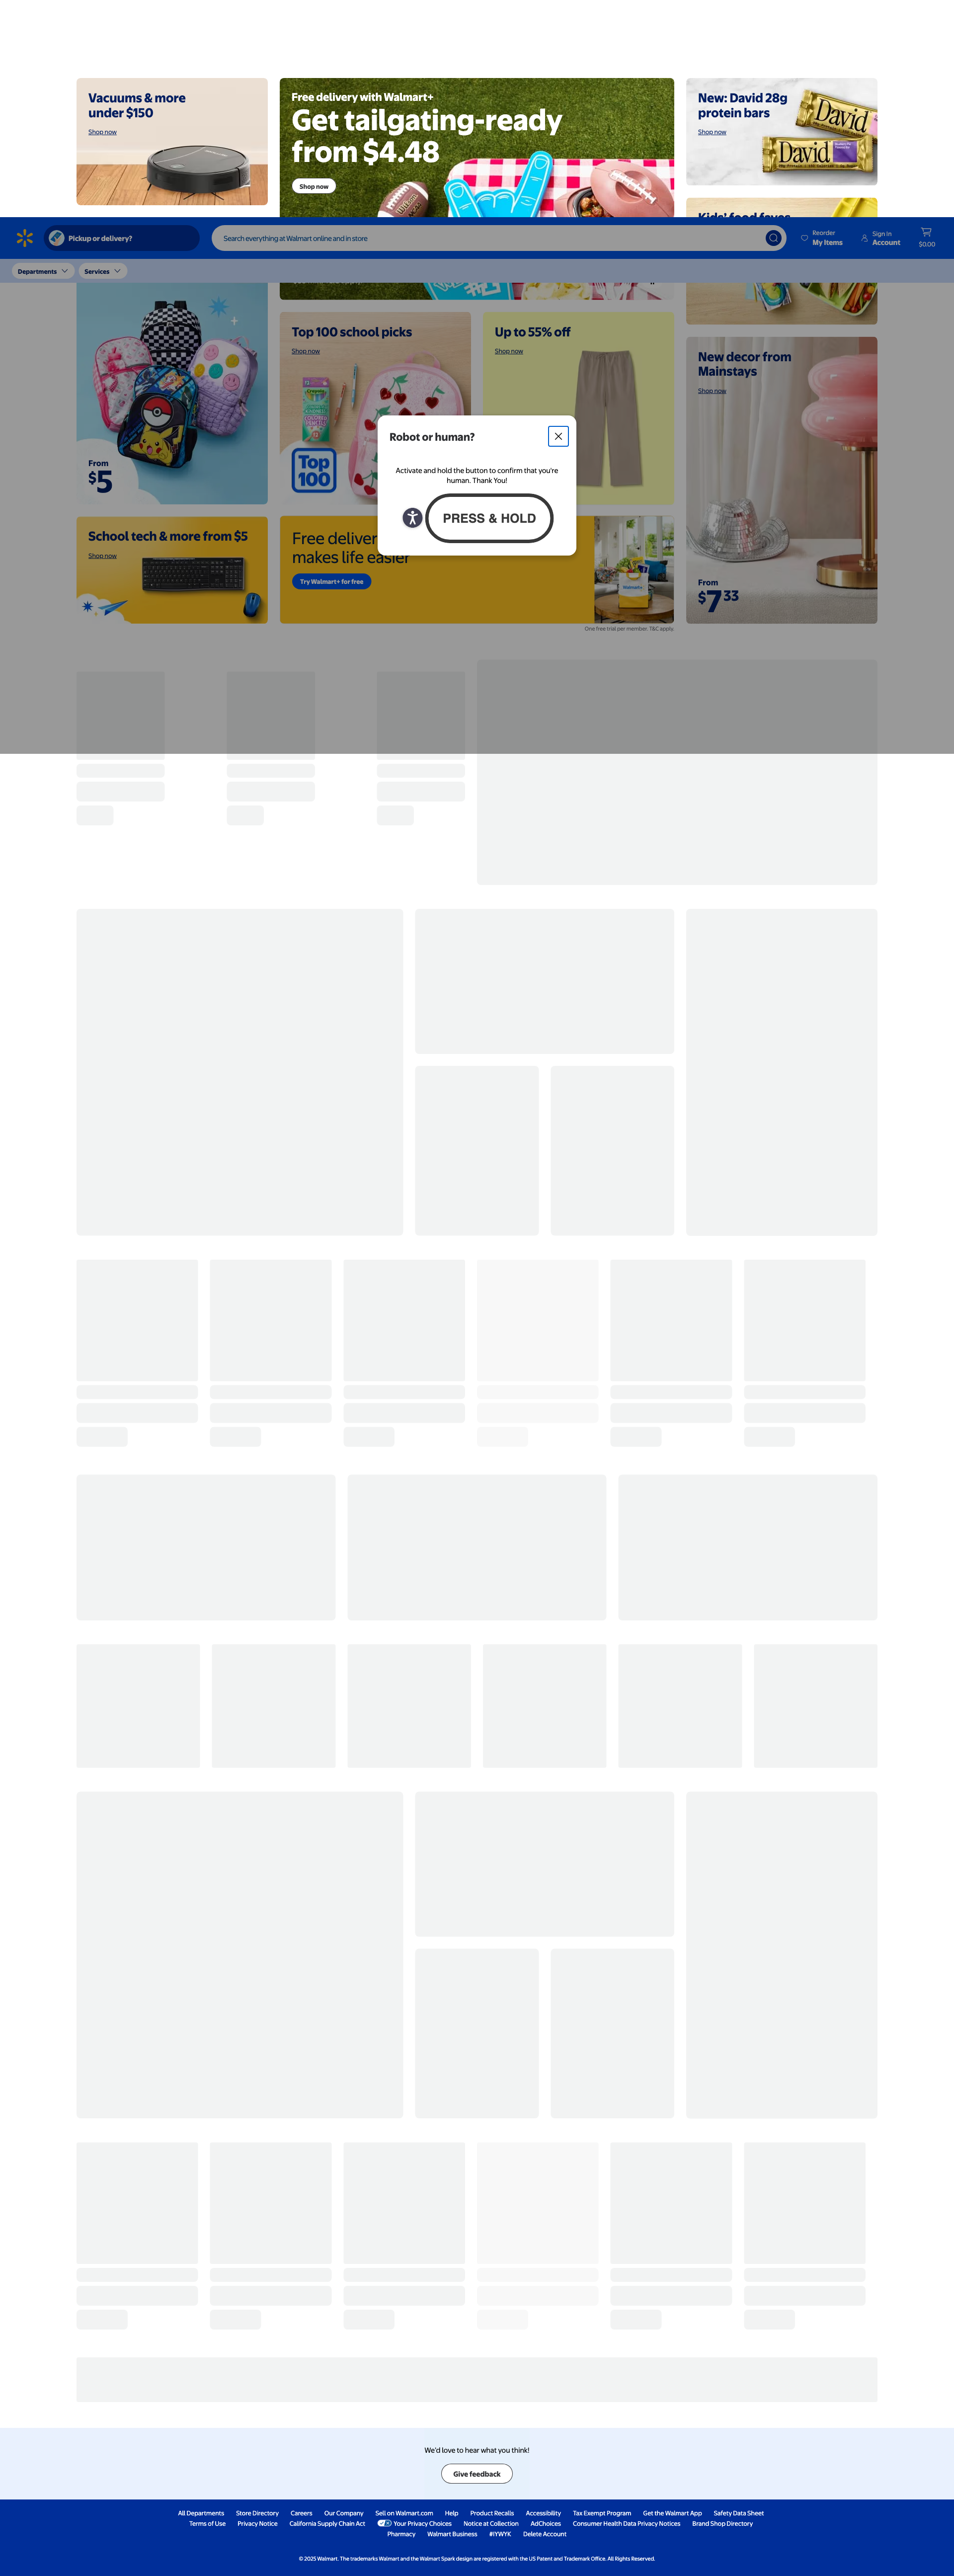 Vacuums & more
under $150
Shop now
Free delivery with Walmart+
Get tailgating-ready
from $4.48
Shop now
New: David 28g
protein bars
Shop now
David
David
Kids' food faves
Pickup or delivery?
Search everything at Walmart online and in store
Reorder
My Items
Sign In
Account
$0.00
Departments
Services
From
$5
Top 100 school picks
Shop now
Top
100
Up to 55% off
Shop now
New decor from
Mainstays
Shop now
From
$7 33
Robot or human?
Activate and hold the button to confirm that you're
human. Thank You!
PRESS & HOLD
School tech & more from $5
Shop now
Free deliver
makes life easier
Try Walmart+ for free
One free trial per member. T&C apply.
We'd love to hear what you think!
Give feedback
All Departments Store Directory Careers Our Company Sell on Walmart.com Help Product Recalls Accessibility Tax Exempt Program Get the Walmart App Safety Data Sheet
Terms of Use Privacy Notice California Supply Chain Act Your Privacy Choices Notice at Collection AdChoices Consumer Health Data Privacy Notices Brand Shop Directory
Pharmacy Walmart Business #IYWYK Delete Account
© 2025 Walmart. The trademarks Walmart and the Walmart Spark design are registered with the US Patent and Trademark Office. All Rights Reserved.